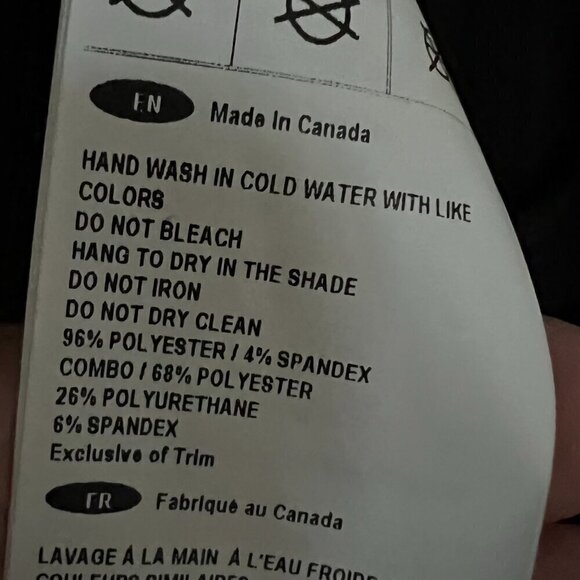 EN Made In Canada
HAND WASH IN COLD WATER WITH LIKE
COLORS
DO NOT BLEACH
HANG TO DRY IN THE SHADE
DO NOT IRON
DO NOT DRY CLEAN
96% POLYESTER / 4% SPANDEX
COMBO / 68% POLYESTER
26% POLYURETHANE
6% SPANDEX
Exclusive of Trim
FR Fabriqué au Canada
LAVAGE Á LA MAIN Á L'EAU FROIDE
COULEURS SIMILAIRES